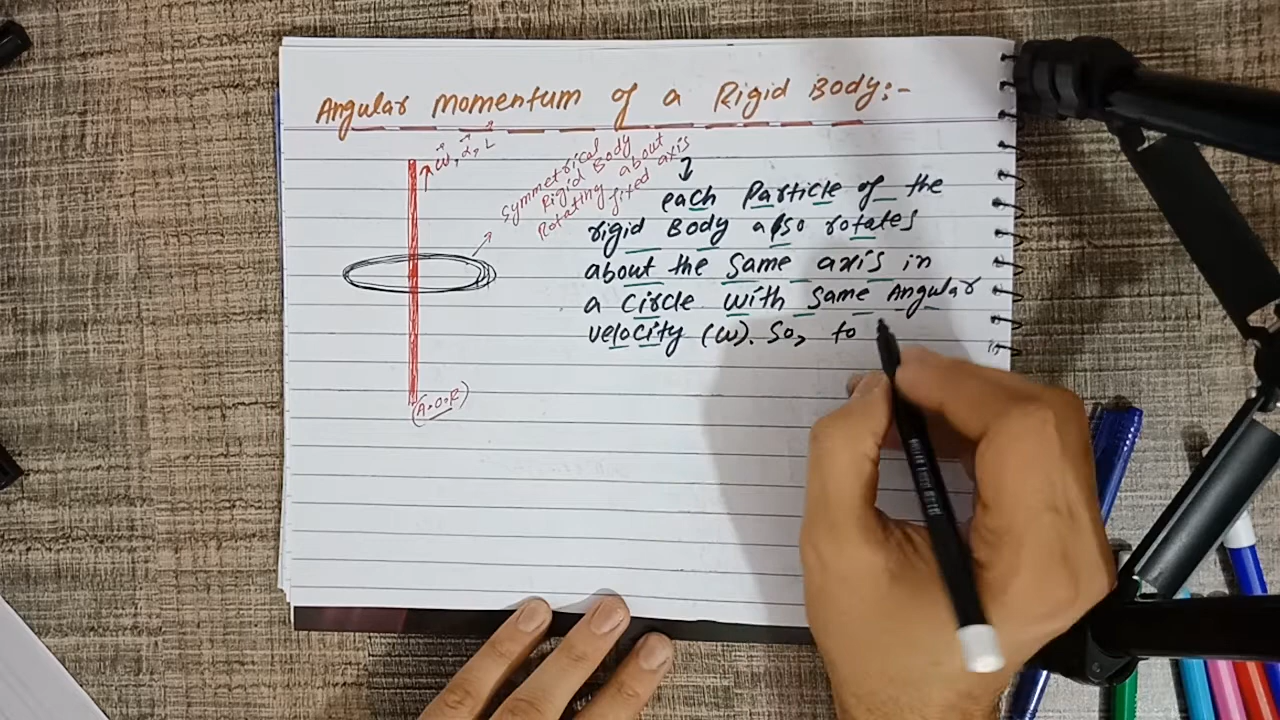 Angular Momentum of a Rigid Body:-
ω⃗, α⃗, L⃗
Symmetrical
Rigid Body
Rotating about
fixed axis
each Particle of the
rigid Body also rotates
about the Same axis in
a circle with Same Angular
velocity (ω). So, to
(A.O.R)